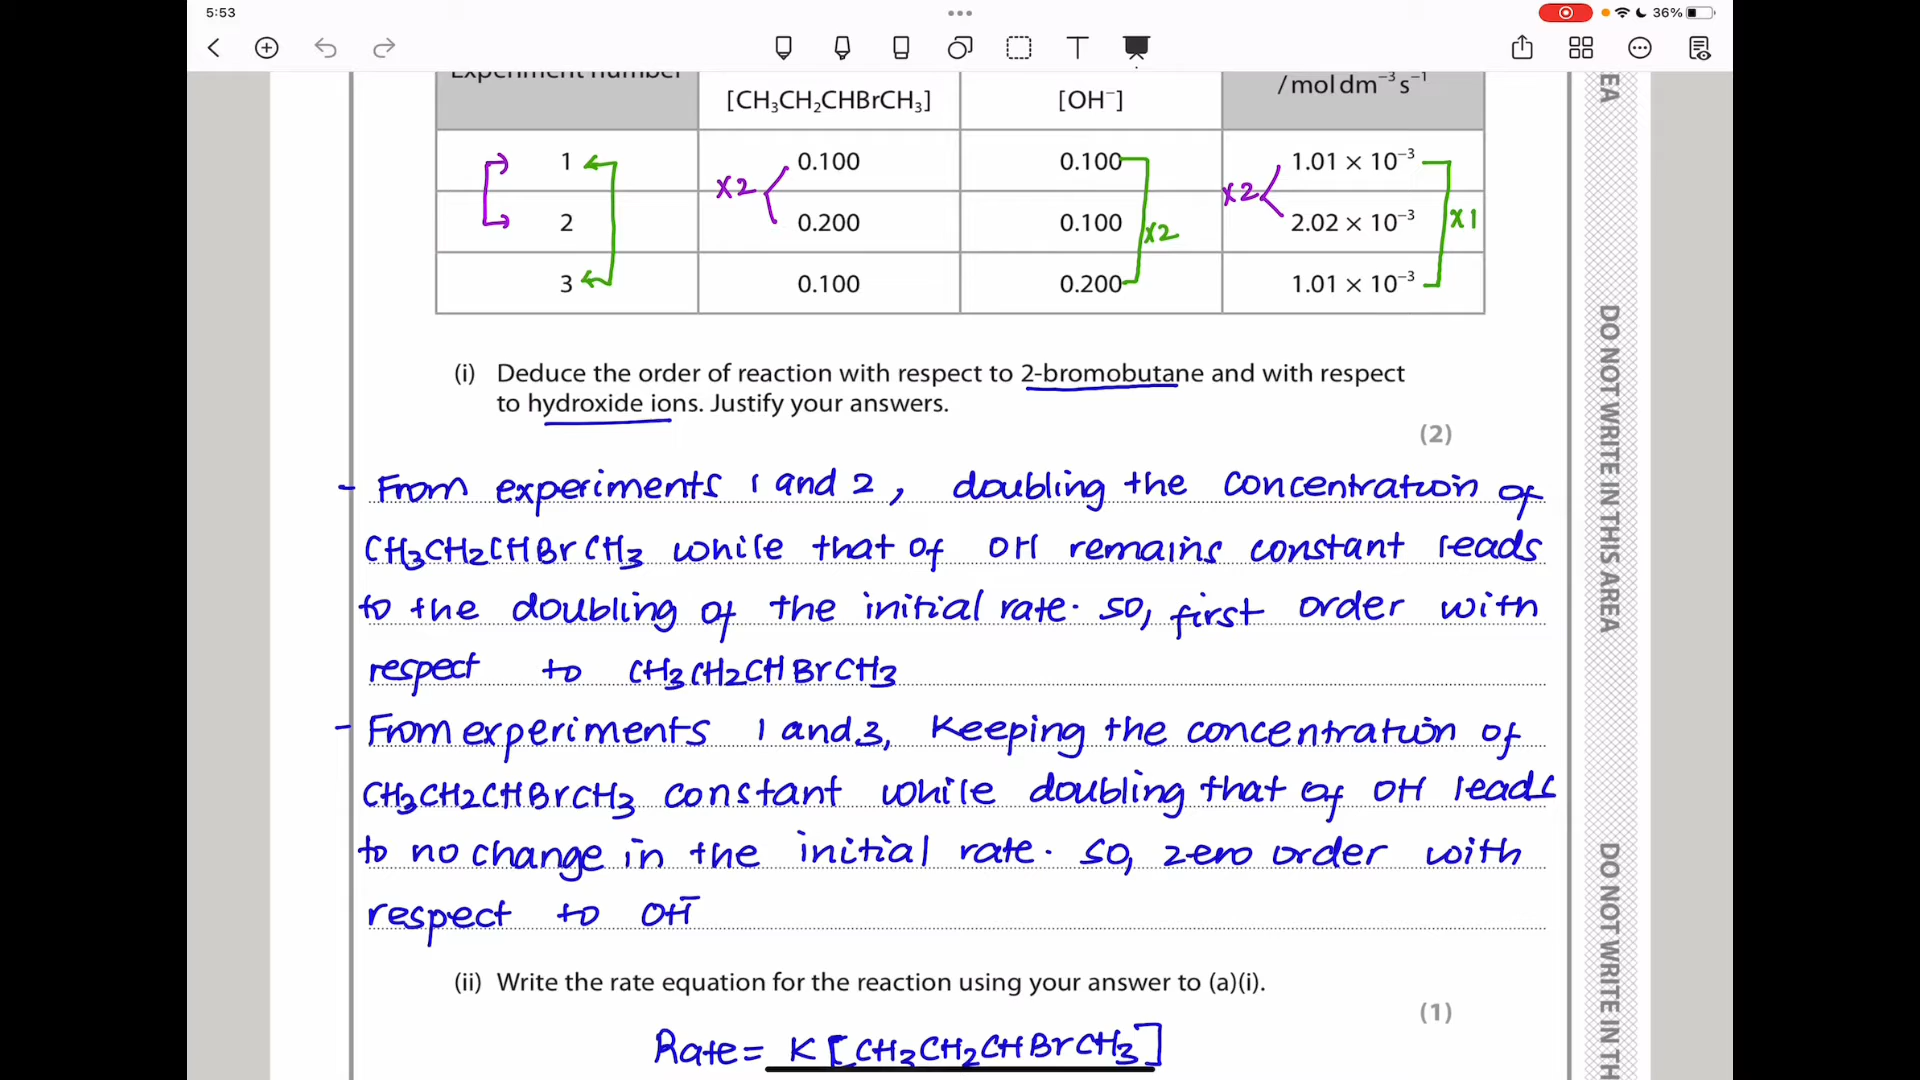 5:53
36%
Experiment number
[CH₃CH₂CHBrCH₃]
[OH⁻]
/mol dm⁻³ s⁻¹
1 0.100 0.100 1.01 × 10⁻³
x2 x2
2 0.200 0.100 2.02 × 10⁻³
x2 x1
3 0.100 0.200 1.01 × 10⁻³
(i) Deduce the order of reaction with respect to 2-bromobutane and with respect
to hydroxide ions. Justify your answers.
(2)
- From experiments 1 and 2, doubling the concentration of
CH3CH2CHBrCH3 while that of OH remains constant leads
to the doubling of the initial rate. So, first order with
respect to CH3CH2CHBrCH3
- From experiments 1 and 3, Keeping the concentration of
CH3CH2CHBrCH3 constant while doubling that of OH leads
to no change in the initial rate. So, zero order with
respect to OH⁻
(ii) Write the rate equation for the reaction using your answer to (a)(i).
(1)
Rate = K [CH3CH2CHBrCH3]
EA
DO NOT WRITE IN THIS AREA
DO NOT WRITE IN TH